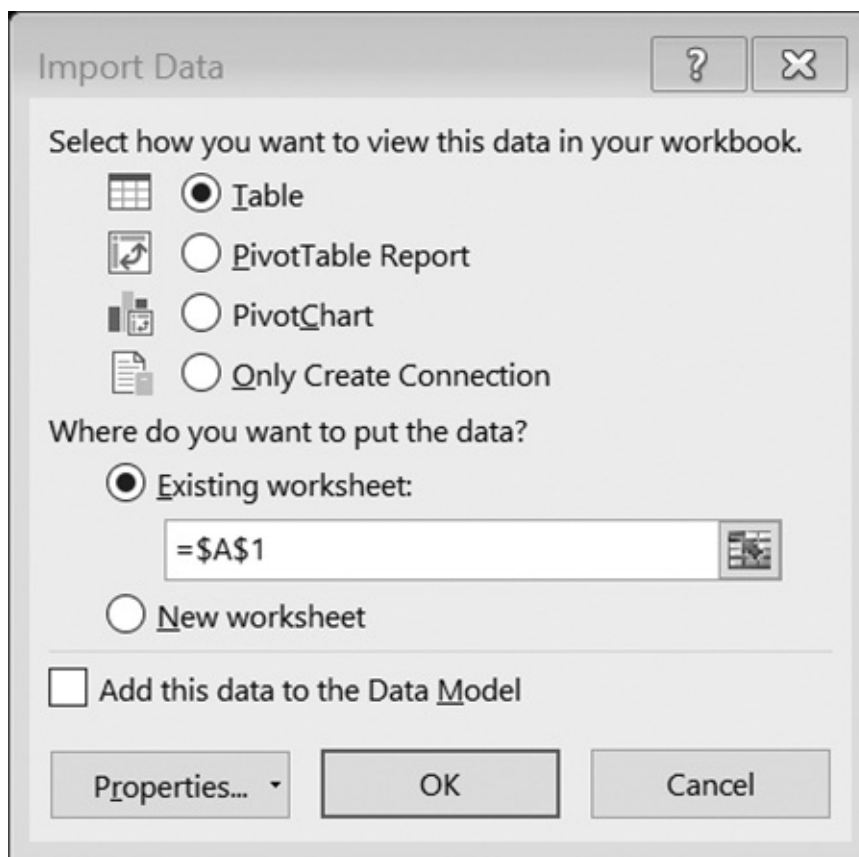 Import Data
Select how you want to view this data in your workbook.
Table
PivotTable Report
PivotChart
Only Create Connection
Where do you want to put the data?
Existing worksheet:
=$A$1
New worksheet
Add this data to the Data Model
Properties... OK Cancel